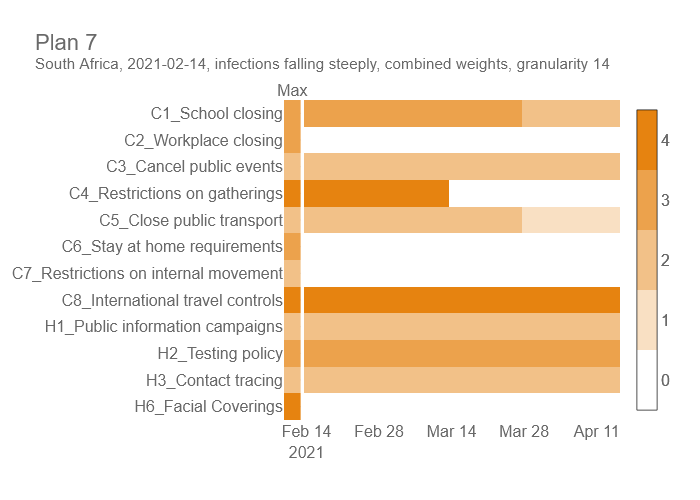 Plan 7
South Africa, 2021-02-14, infections falling steeply, combined weights, granularity 14
Max
C1_School closing
C2_Workplace closing
C3_Cancel public events
C4_Restrictions on gatherings
C5_Close public transport
C6_Stay at home requirements
C7_Restrictions on internal movement
C8_International travel controls
H1_Public information campaigns
H2_Testing policy
H3_Contact tracing
H6_Facial Coverings
4
3
2
1
0
Feb 14 Feb 28 Mar 14 Mar 28 Apr 11
2021